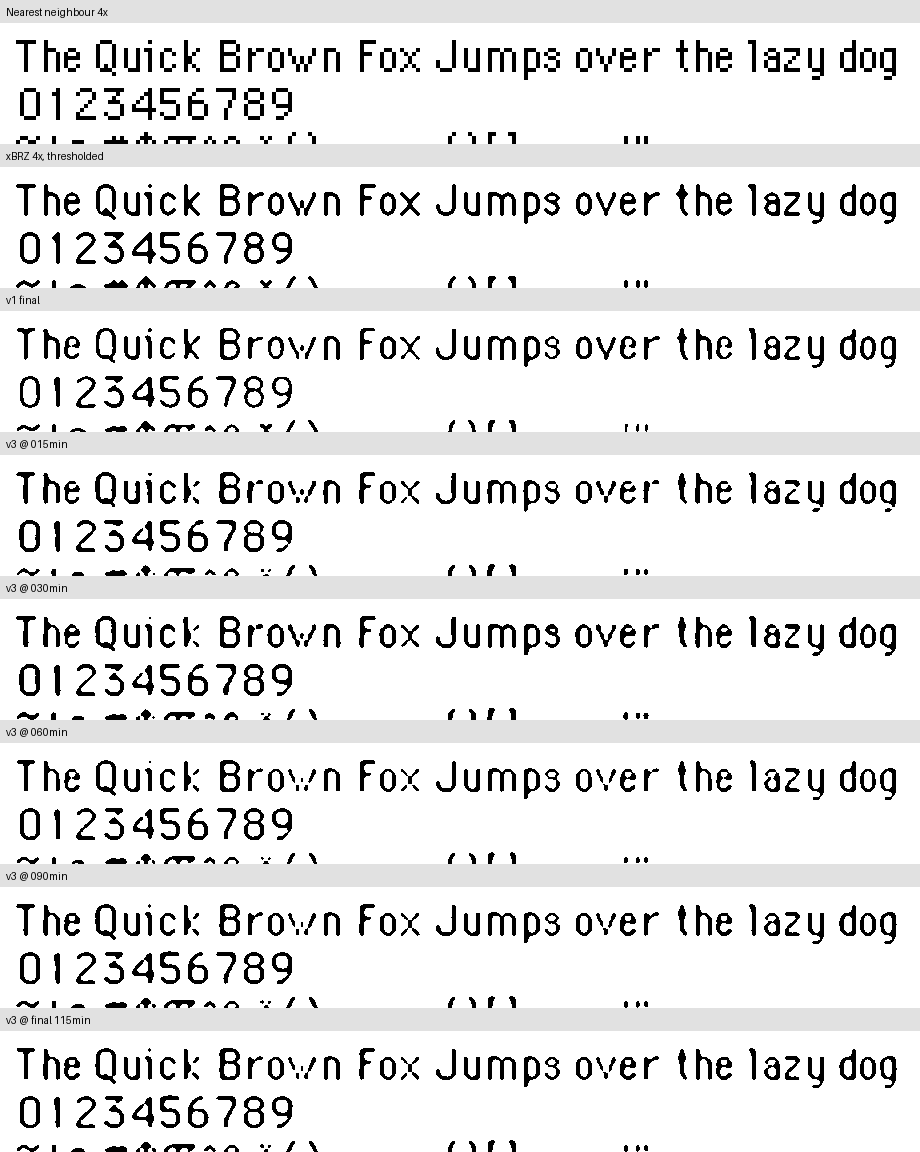 Nearest neighbour 4x
The Quick Brown Fox Jumps over the lazy dog
0123456789
xBRZ 4x, thresholded
The Quick Brown Fox Jumps over the lazy dog
0123456789
v1 final
The Quick Brown Fox Jumps over the lazy dog
0123456789
v3 @ 015min
The Quick Brown Fox Jumps over the lazy dog
0123456789
v3 @ 030min
The Quick Brown Fox Jumps over the lazy dog
0123456789
v3 @ 060min
The Quick Brown Fox Jumps over the lazy dog
0123456789
v3 @ 090min
The Quick Brown Fox Jumps over the lazy dog
0123456789
v3 @ final 115min
The Quick Brown Fox Jumps over the lazy dog
0123456789